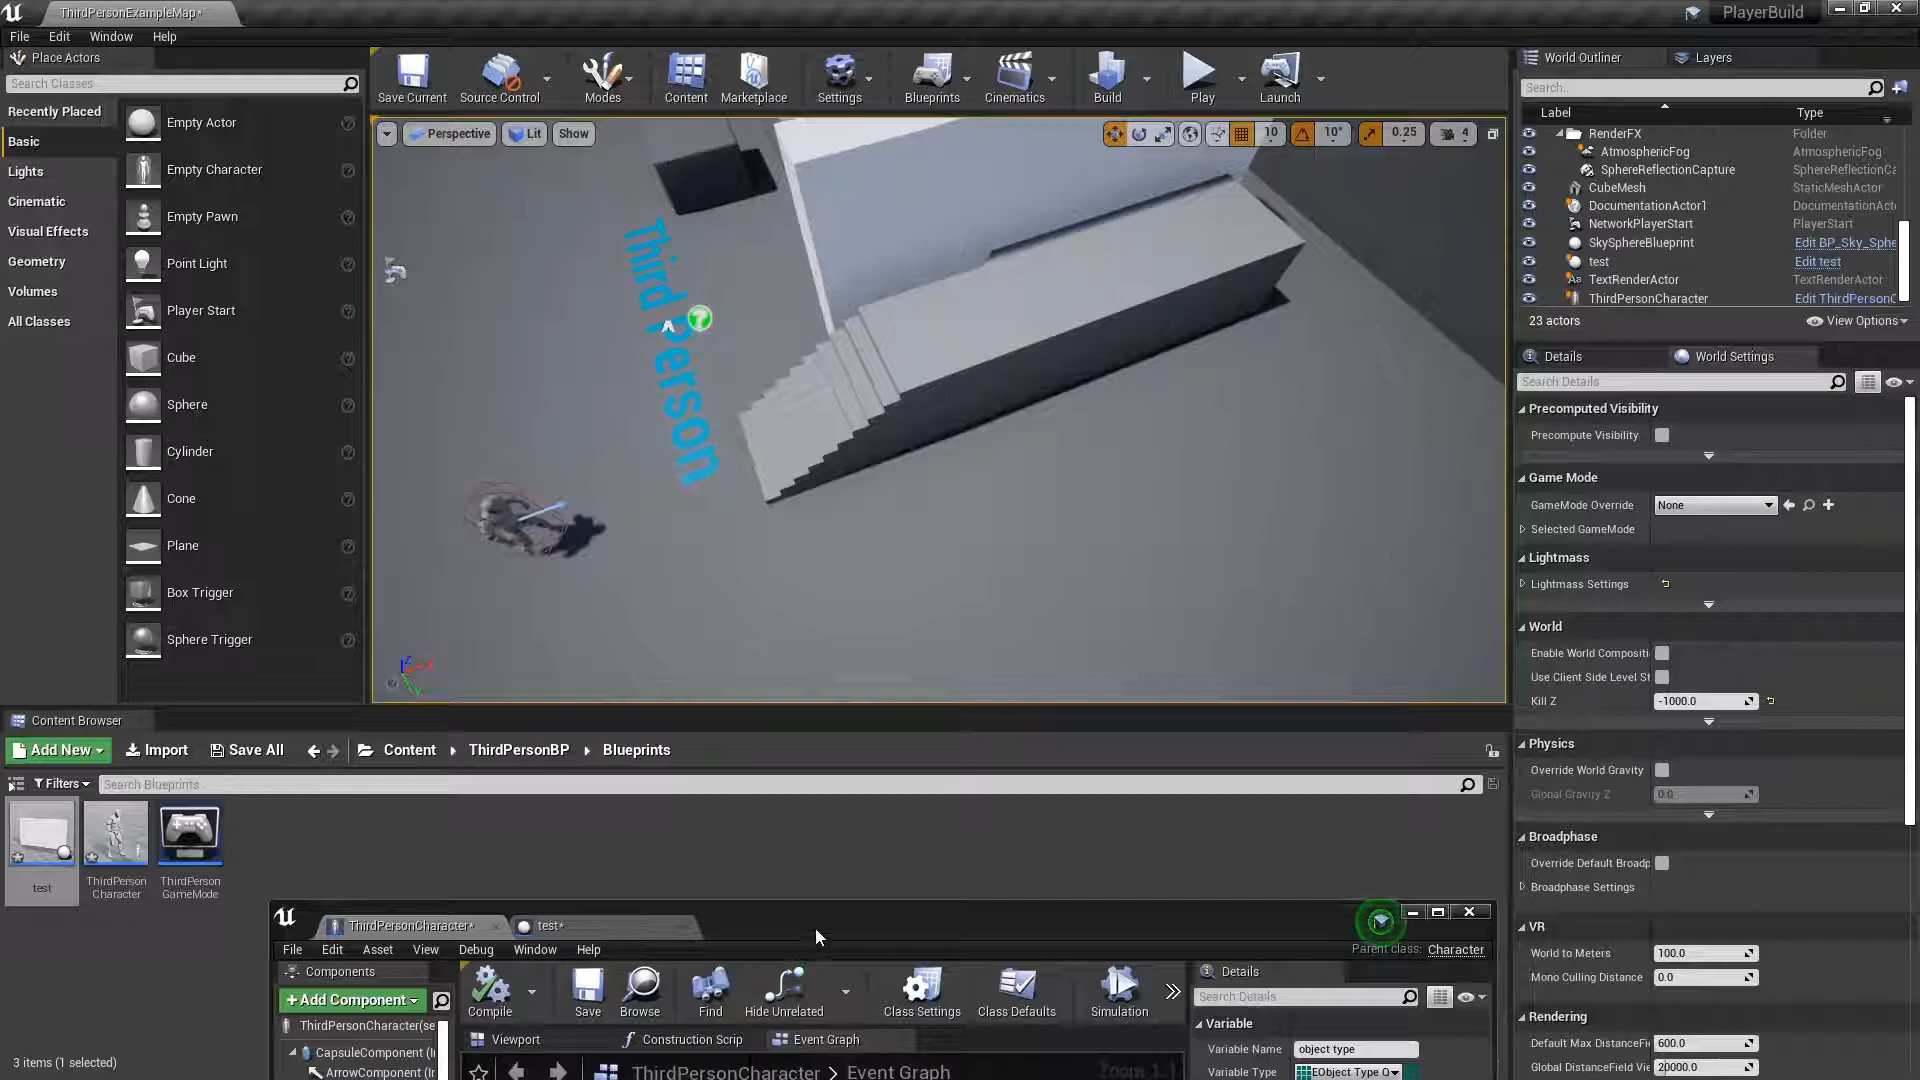 ThirdPersonExampleMap*
PlayerBuild
File Edit Window Help
Place Actors
Search Classes
Recently Placed
Basic
Lights
Cinematic
Visual Effects
Geometry
Volumes
All Classes
Empty Actor
Empty Character
Empty Pawn
Point Light
Player Start
Cube
Sphere
Cylinder
Cone
Plane
Box Trigger
Sphere Trigger
Save Current Source Control Modes Content Marketplace Settings Blueprints Cinematics Build Play Launch
Perspective Lit Show
10 10° 0.25 4
Third Person
World Outliner Layers
Search..
Label Type
RenderFX Folder
AtmosphericFog AtmosphericFog
SphereReflectionCapture SphereReflectionCa
CubeMesh StaticMeshActor
DocumentationActor1 DocumentationActo
NetworkPlayerStart PlayerStart
SkySphereBlueprint Edit BP_Sky_Sphe
test Edit test
TextRenderActor TextRenderActor
ThirdPersonCharacter Edit ThirdPersonC
23 actors View Options
Details World Settings
Search Details
Precomputed Visibility
Precompute Visibility
Game Mode
GameMode Override None
Selected GameMode
Lightmass
Lightmass Settings
World
Enable World Compositi
Use Client Side Level St
Kill Z -1000.0
Physics
Override World Gravity
Global Gravity Z 0.0
Broadphase
Override Default Broadp
Broadphase Settings
VR
World to Meters 100.0
Mono Culling Distance 0.0
Rendering
Default Max DistanceFi 600.0
Global DistanceField Vie 20000.0
Content Browser
Add New Import Save All Content ThirdPersonBP Blueprints
Filters Search Blueprints
test
ThirdPerson
Character
ThirdPerson
GameMode
3 items (1 selected)
ThirdPersonCharacter* test*
File Edit Asset View Debug Window Help
Parent class: Character
Components
+Add Component
ThirdPersonCharacter(se
CapsuleComponent (I
ArrowComponent (I
Compile Save Browse Find Hide Unrelated Class Settings Class Defaults Simulation
Viewport Construction Scrip Event Graph
ThirdPersonCharacter > Event Graph
Details
Search Details
Variable
Variable Name object type
Variable Type EObject Type Q